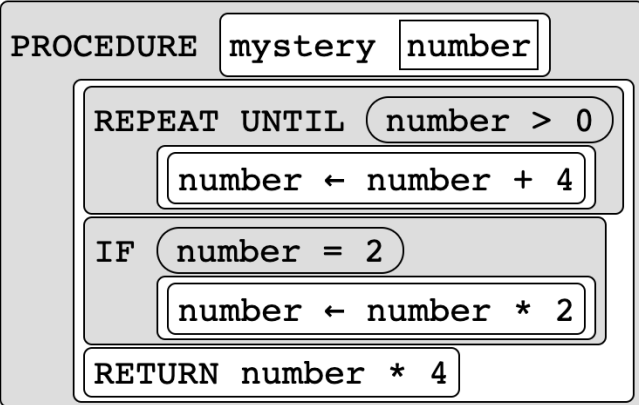 PROCEDURE mystery number
REPEAT UNTIL number > 0
number ← number + 4
IF number = 2
number ← number * 2
RETURN number * 4